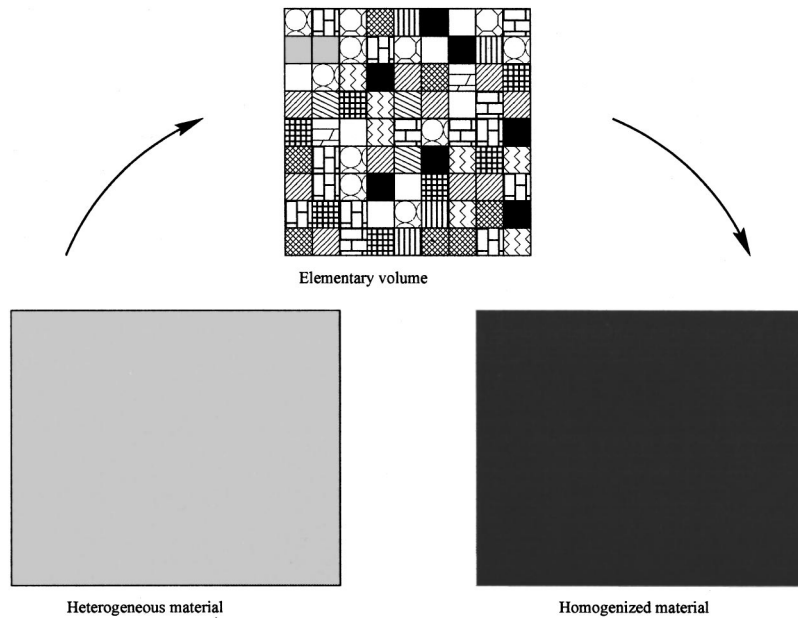 Elementary volume
Heterogeneous material
Homogenized material